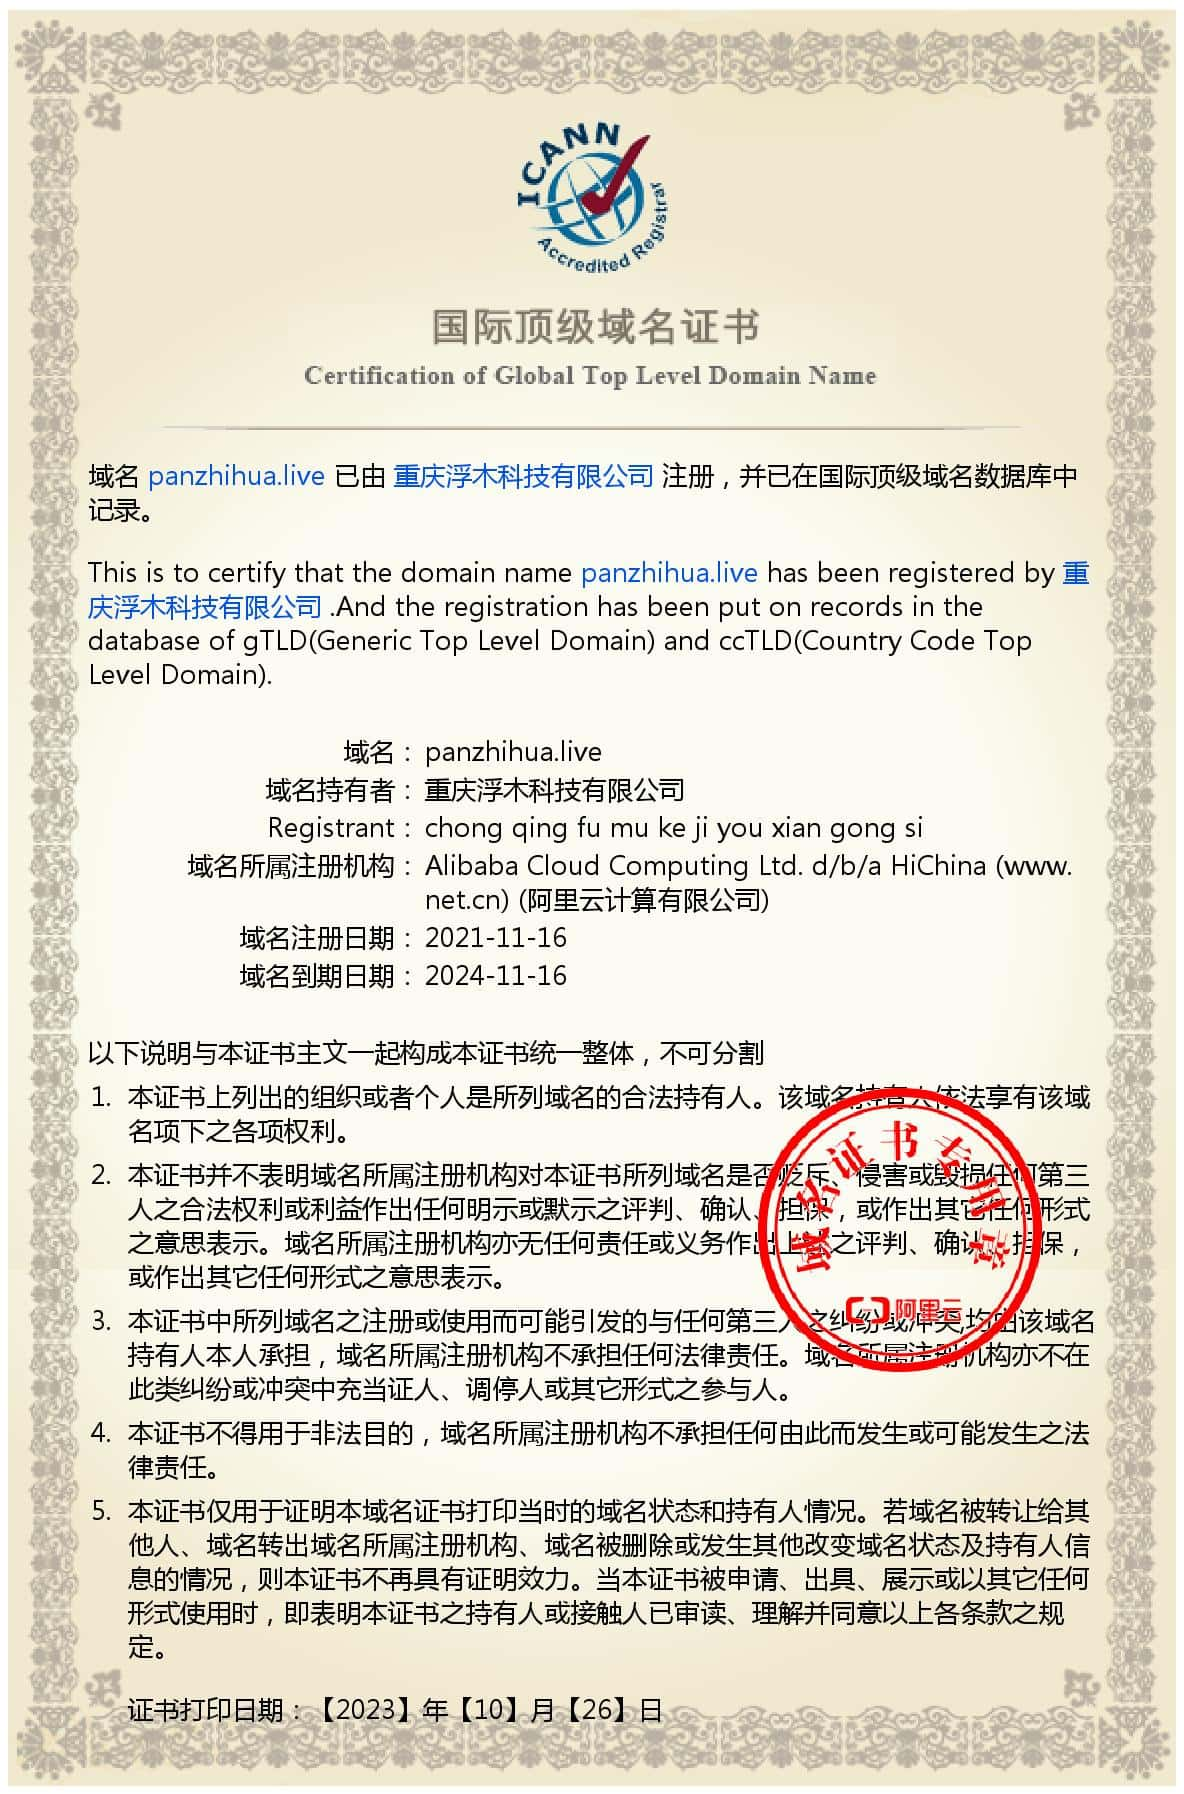 ICANN
Accredited Registrar
国际顶级域名证书
Certification of Global Top Level Domain Name
域名 panzhihua.live 已由 重庆浮木科技有限公司 注册，并已在国际顶级域名数据库中
记录。
This is to certify that the domain name panzhihua.live has been registered by 重
庆浮木科技有限公司 .And the registration has been put on records in the
database of gTLD(Generic Top Level Domain) and ccTLD(Country Code Top
Level Domain).
域名： panzhihua.live
域名持有者： 重庆浮木科技有限公司
Registrant： chong qing fu mu ke ji you xian gong si
域名所属注册机构： Alibaba Cloud Computing Ltd. d/b/a HiChina (www.
net.cn) (阿里云计算有限公司)
域名注册日期： 2021-11-16
域名到期日期： 2024-11-16
以下说明与本证书主文一起构成本证书统一整体，不可分割
1. 本证书上列出的组织或者个人是所列域名的合法持有人。该域名持有人依法享有该域
名项下之各项权利。
2. 本证书并不表明域名所属注册机构对本证书所列域名是否贬斥、侵害或毁损任何第三
人之合法权利或利益作出任何明示或默示之评判、确认、担保，或作出其它任何形式
之意思表示。域名所属注册机构亦无任何责任或义务作出上述之评判、确认、担保，
或作出其它任何形式之意思表示。
3. 本证书中所列域名之注册或使用而可能引发的与任何第三人之纠纷或冲突,均由该域名
持有人本人承担，域名所属注册机构不承担任何法律责任。域名所属注册机构亦不在
此类纠纷或冲突中充当证人、调停人或其它形式之参与人。
4. 本证书不得用于非法目的，域名所属注册机构不承担任何由此而发生或可能发生之法
律责任。
5. 本证书仅用于证明本域名证书打印当时的域名状态和持有人情况。若域名被转让给其
他人、域名转出域名所属注册机构、域名被删除或发生其他改变域名状态及持有人信
息的情况，则本证书不再具有证明效力。当本证书被申请、出具、展示或以其它任何
形式使用时，即表明本证书之持有人或接触人已审读、理解并同意以上各条款之规
定。
域名证书专用章
阿里云
证书打印日期：【2023】年【10】月【26】日